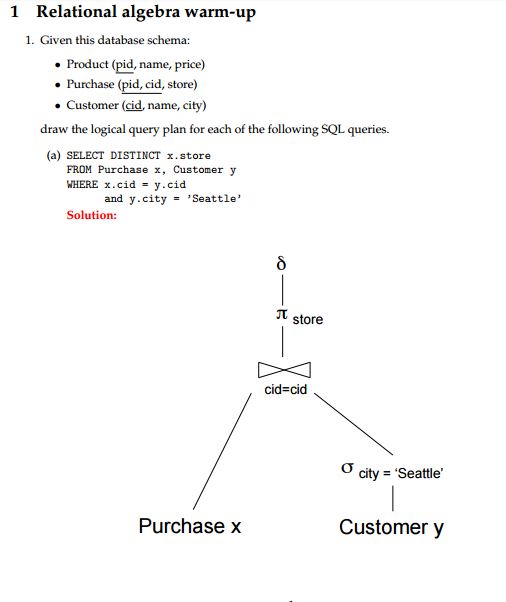 1 Relational algebra warm-up
1. Given this database schema:
• Product (pid, name, price)
• Purchase (pid, cid, store)
• Customer (cid, name, city)
draw the logical query plan for each of the following SQL queries.
(a) SELECT DISTINCT x.store
FROM Purchase x, Customer y
WHERE x.cid = y.cid
and y.city = 'Seattle'
Solution:
δ
π store
cid=cid
σ city = 'Seattle'
Purchase x
Customer y